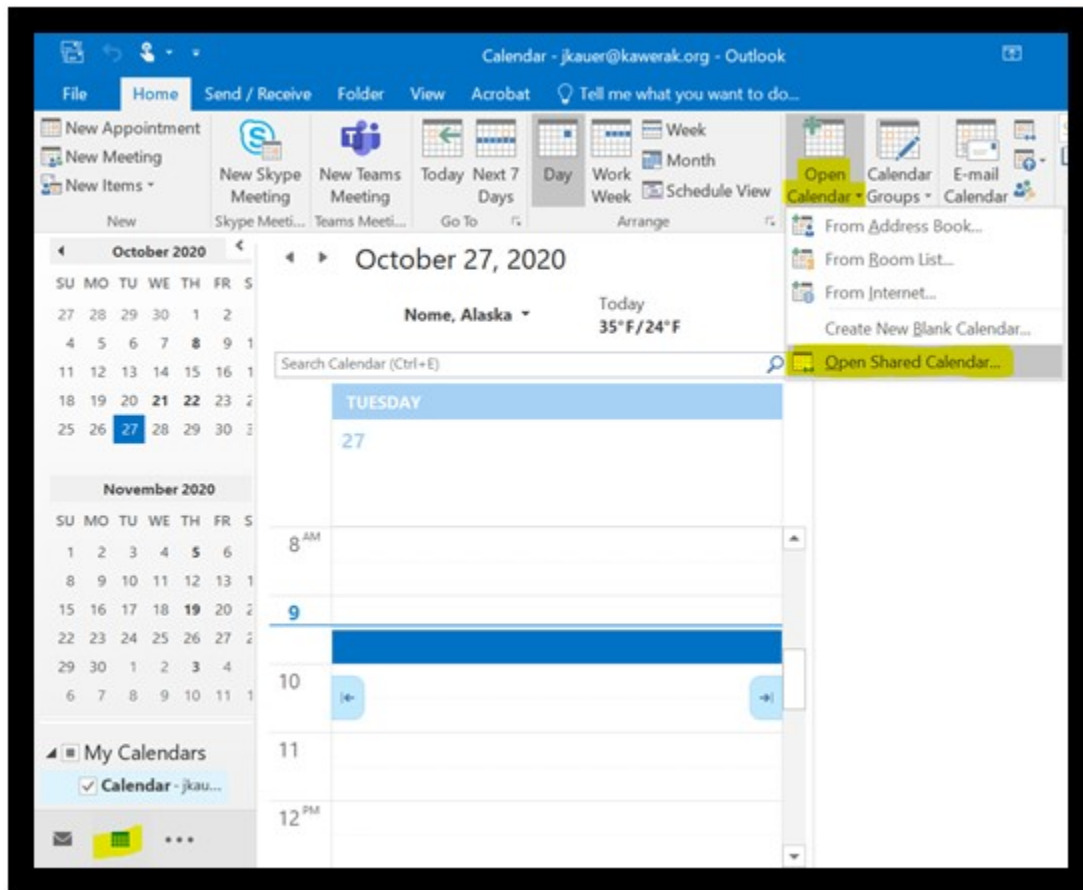 Calendar - jkauer@kawerak.org - Outlook
File Home Send / Receive Folder View Acrobat Tell me what you want to do...
New Appointment
New Meeting
New Items
New
New Skype Meeting
Skype Meeti...
New Teams Meeting
Teams Meeti...
Today
Next 7 Days
Go To
Day
Work Week
Week
Month
Schedule View
Arrange
Open Calendar
Calendar Groups
E-mail Calendar
From Address Book...
From Room List...
From Internet...
Create New Blank Calendar...
Open Shared Calendar...
October 2020
SU MO TU WE TH FR S
27 28 29 30 1 2
4 5 6 7 8 9 1
11 12 13 14 15 16 1
18 19 20 21 22 23 2
25 26 27 28 29 30 3
November 2020
SU MO TU WE TH FR S
1 2 3 4 5 6
8 9 10 11 12 13 1
15 16 17 18 19 20 2
22 23 24 25 26 27 2
29 30 1 2 3 4
6 7 8 9 10 11 1
My Calendars
Calendar - jkau...
October 27, 2020
Nome, Alaska
Today
35°F/24°F
Search Calendar (Ctrl+E)
TUESDAY
27
8 AM
9
10
11
12 PM